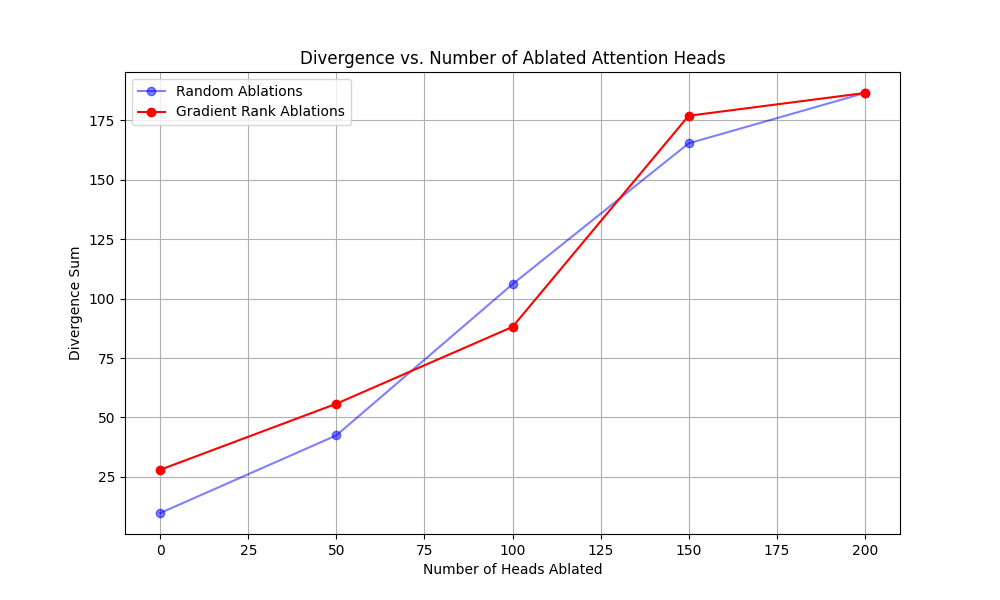 Divergence vs. Number of Ablated Attention Heads
Random Ablations
Gradient Rank Ablations
Divergence Sum
175
150
125
100
75
50
25
0 25 50 75 100 125 150 175 200
Number of Heads Ablated